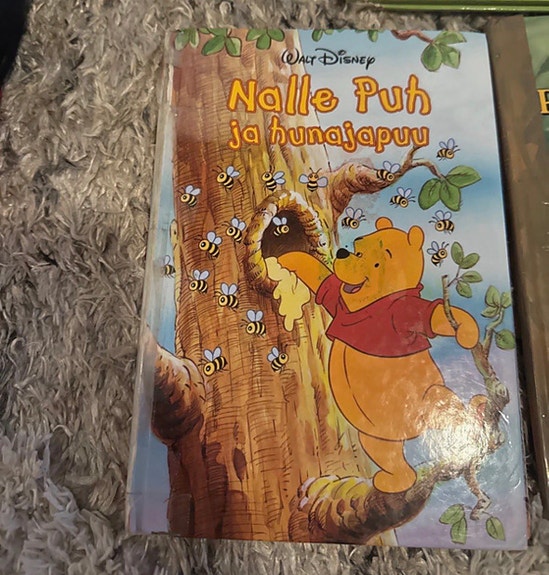 Walt Disney
Nalle Puh
ja hunajapuu